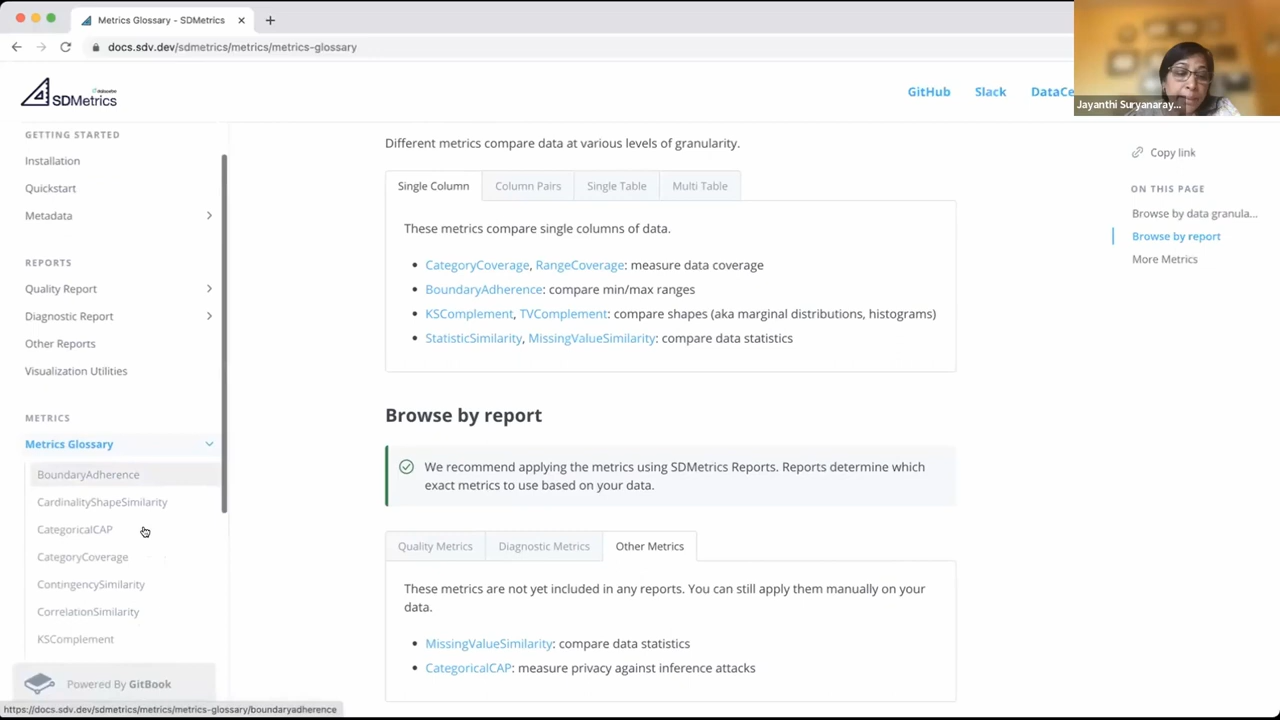 Metrics Glossary - SDMetrics
docs.sdv.dev/sdmetrics/metrics/metrics-glossary
SDMetrics
GitHub
Slack
DataCe
Jayanthi Suryanaray...
GETTING STARTED
Installation
Quickstart
Metadata
REPORTS
Quality Report
Diagnostic Report
Other Reports
Visualization Utilities
METRICS
Metrics Glossary
BoundaryAdherence
CardinalityShapeSimilarity
CategoricalCAP
CategoryCoverage
ContingencySimilarity
CorrelationSimilarity
KSComplement
Powered By GitBook
https://docs.sdv.dev/sdmetrics/metrics/metrics-glossary/boundaryadherence
Different metrics compare data at various levels of granularity.
Single Column
Column Pairs
Single Table
Multi Table
These metrics compare single columns of data.
• CategoryCoverage, RangeCoverage: measure data coverage
• BoundaryAdherence: compare min/max ranges
• KSComplement, TVComplement: compare shapes (aka marginal distributions, histograms)
• StatisticSimilarity, MissingValueSimilarity: compare data statistics
Browse by report
We recommend applying the metrics using SDMetrics Reports. Reports determine which
exact metrics to use based on your data.
Quality Metrics
Diagnostic Metrics
Other Metrics
These metrics are not yet included in any reports. You can still apply them manually on your
data.
• MissingValueSimilarity: compare data statistics
• CategoricalCAP: measure privacy against inference attacks
Copy link
ON THIS PAGE
Browse by data granula...
Browse by report
More Metrics